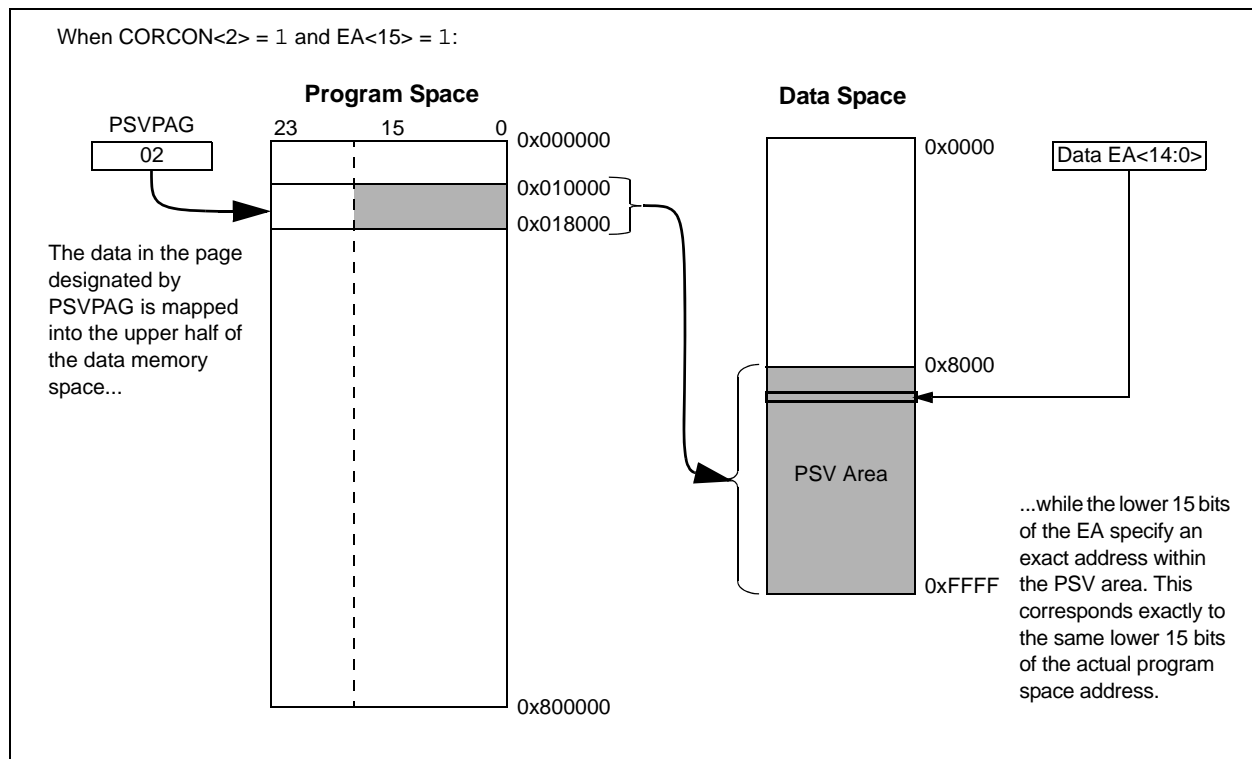 When CORCON<2> = 1 and EA<15> = 1:
Program Space
Data Space
PSVPAG
02
23
15
0
0x000000
0x010000
0x018000
0x800000
The data in the page
designated by
PSVPAG is mapped
into the upper half of
the data memory
space...
0x0000
0x8000
0xFFFF
PSV Area
Data EA<14:0>
...while the lower 15 bits
of the EA specify an
exact address within
the PSV area. This
corresponds exactly to
the same lower 15 bits
of the actual program
space address.